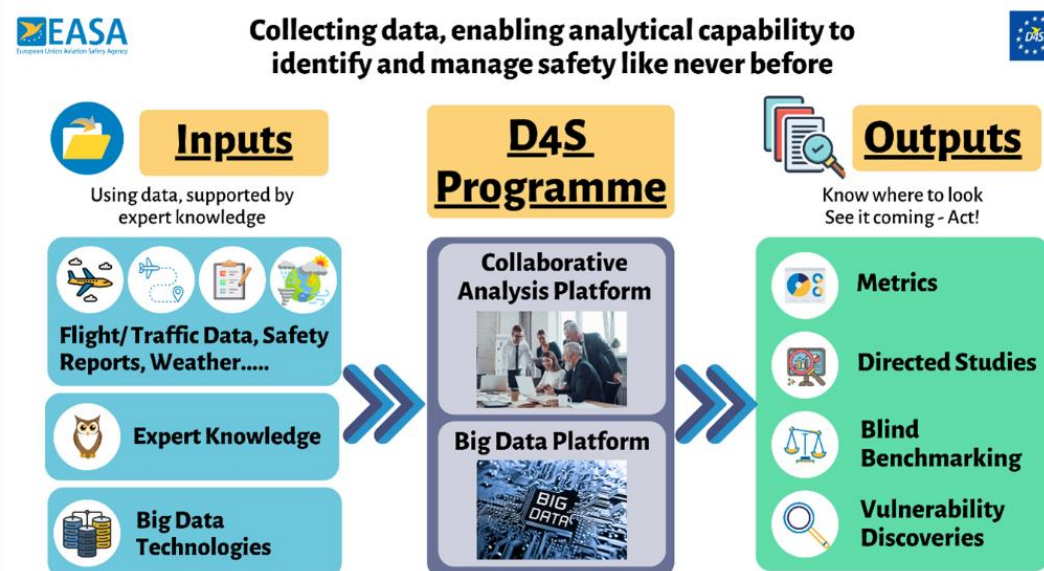 EASA
European Union Aviation Safety Agency
Collecting data, enabling analytical capability to
identify and manage safety like never before
D4S
Inputs
Using data, supported by
expert knowledge
Flight/ Traffic Data, Safety
Reports, Weather.....
Expert Knowledge
Big Data
Technologies
D4S
Programme
Collaborative
Analysis Platform
Big Data Platform
BIG
DATA
Outputs
Know where to look
See it coming - Act!
Metrics
Directed Studies
Blind
Benchmarking
Vulnerability
Discoveries